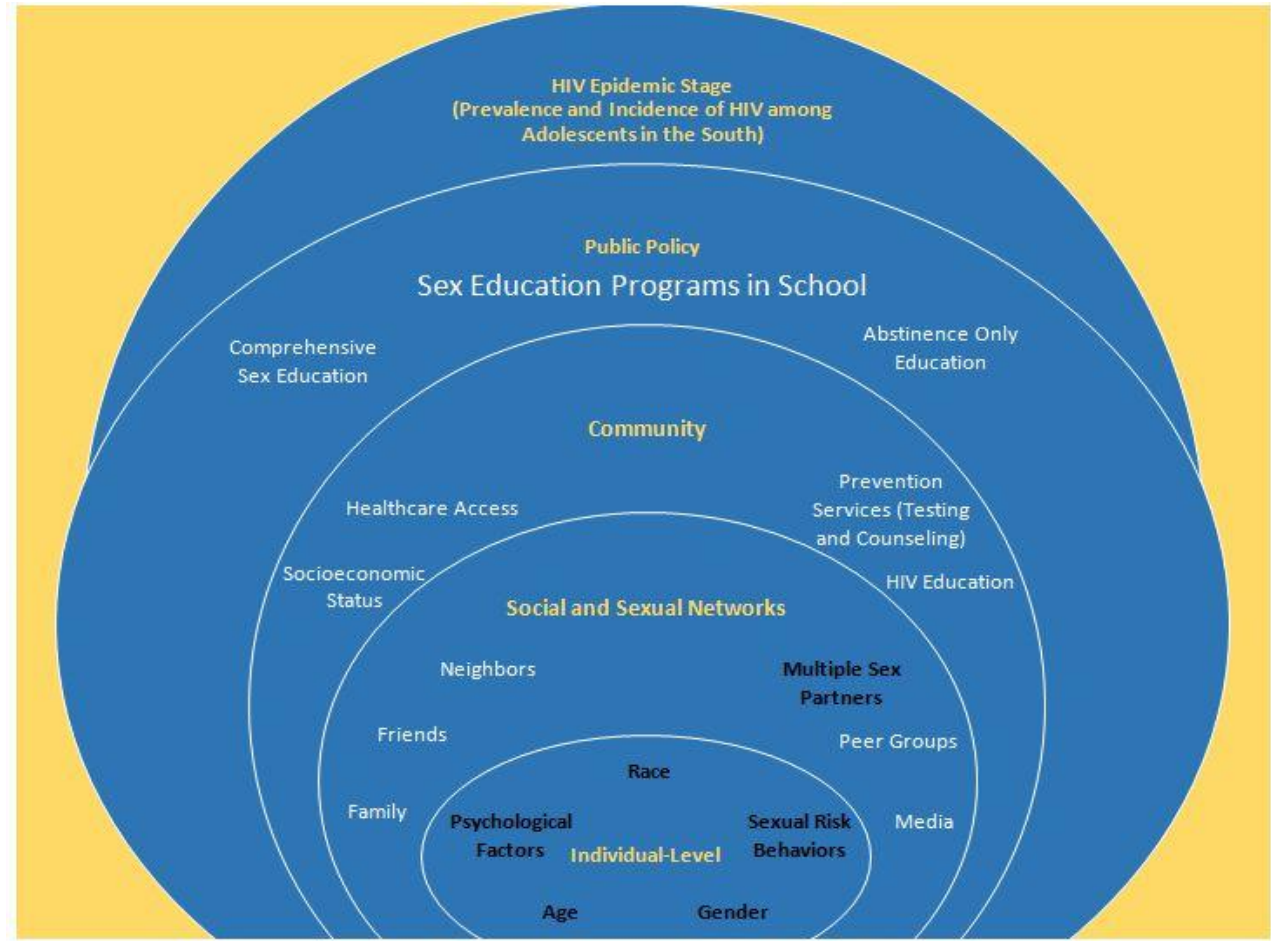 HIV Epidemic Stage
(Prevalence and Incidence of HIV among
Adolescents in the South)
Public Policy
Sex Education Programs in School
Comprehensive
Sex Education
Abstinence Only
Education
Community
Healthcare Access
Prevention
Services (Testing
and Counseling)
Socioeconomic
Status
HIV Education
Social and Sexual Networks
Neighbors
Multiple Sex
Partners
Friends
Peer Groups
Family
Media
Race
Psychological
Factors
Sexual Risk
Behaviors
Individual-Level
Age
Gender